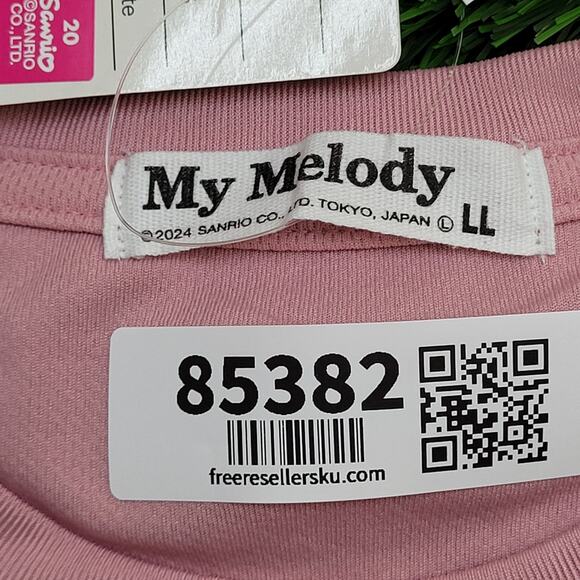 20
Sanrio
©SANRIO
CO.,LTD.
My Melody
©2024 SANRIO CO., LTD. TOKYO, JAPAN Ⓛ LL
85382
freeresellersku.com